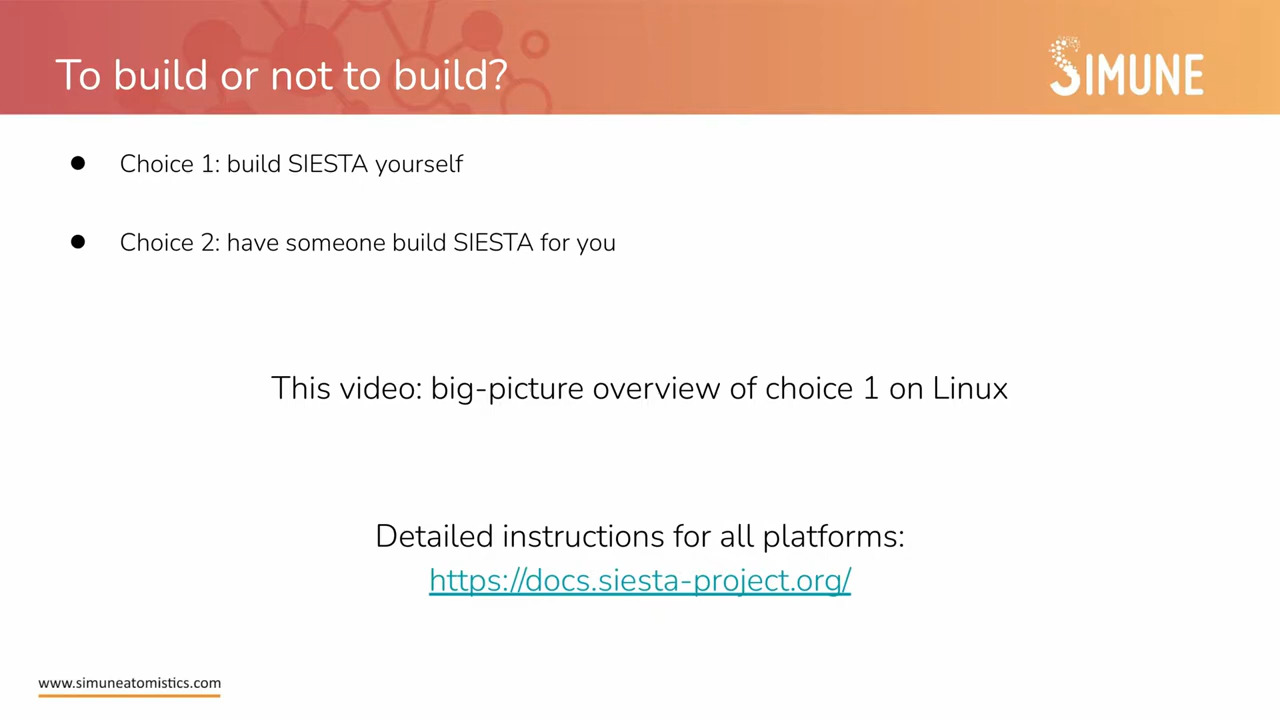 To build or not to build?
SIMUNE
● Choice 1: build SIESTA yourself
● Choice 2: have someone build SIESTA for you
This video: big-picture overview of choice 1 on Linux
Detailed instructions for all platforms:
https://docs.siesta-project.org/
www.simuneatomistics.com